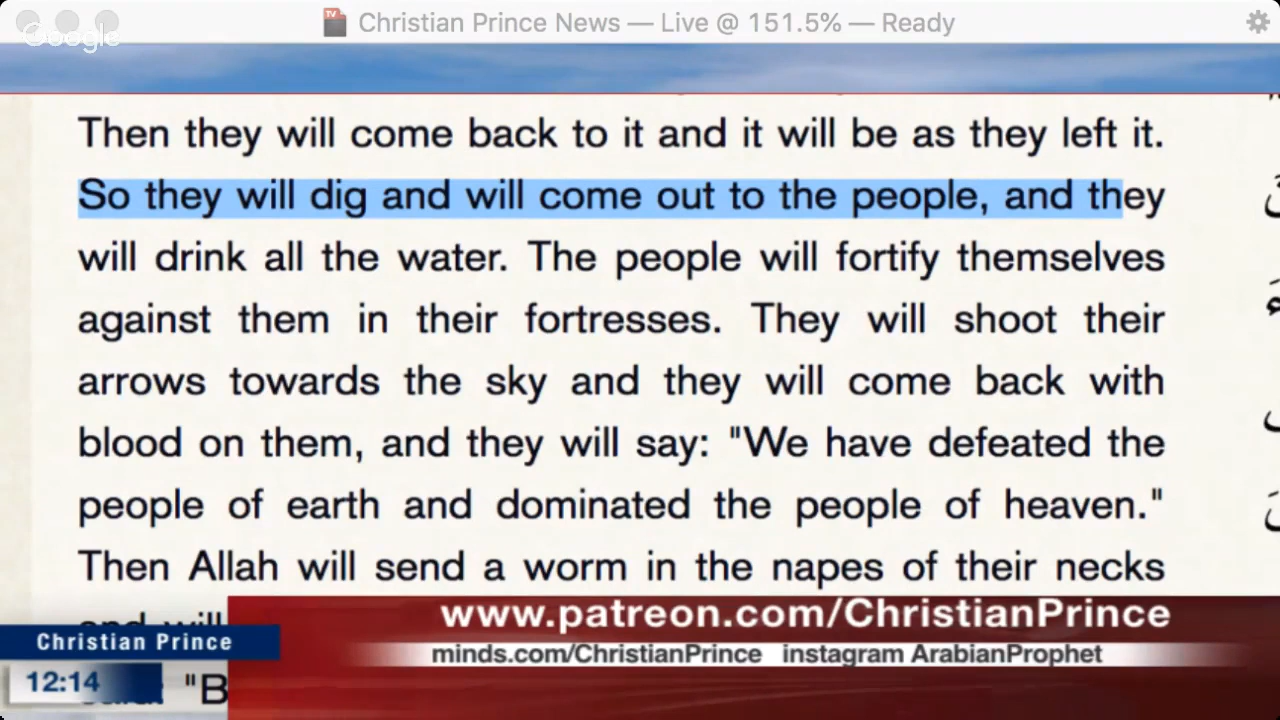 Christian Prince News — Live @ 151.5% — Ready
Google
Then they will come back to it and it will be as they left it.
So they will dig and will come out to the people, and they
will drink all the water. The people will fortify themselves
against them in their fortresses. They will shoot their
arrows towards the sky and they will come back with
blood on them, and they will say: "We have defeated the
people of earth and dominated the people of heaven."
Then Allah will send a worm in the napes of their necks
and will
www.patreon.com/ChristianPrince
Christian Prince
minds.com/ChristianPrince instagram ArabianProphet
12:14
"B